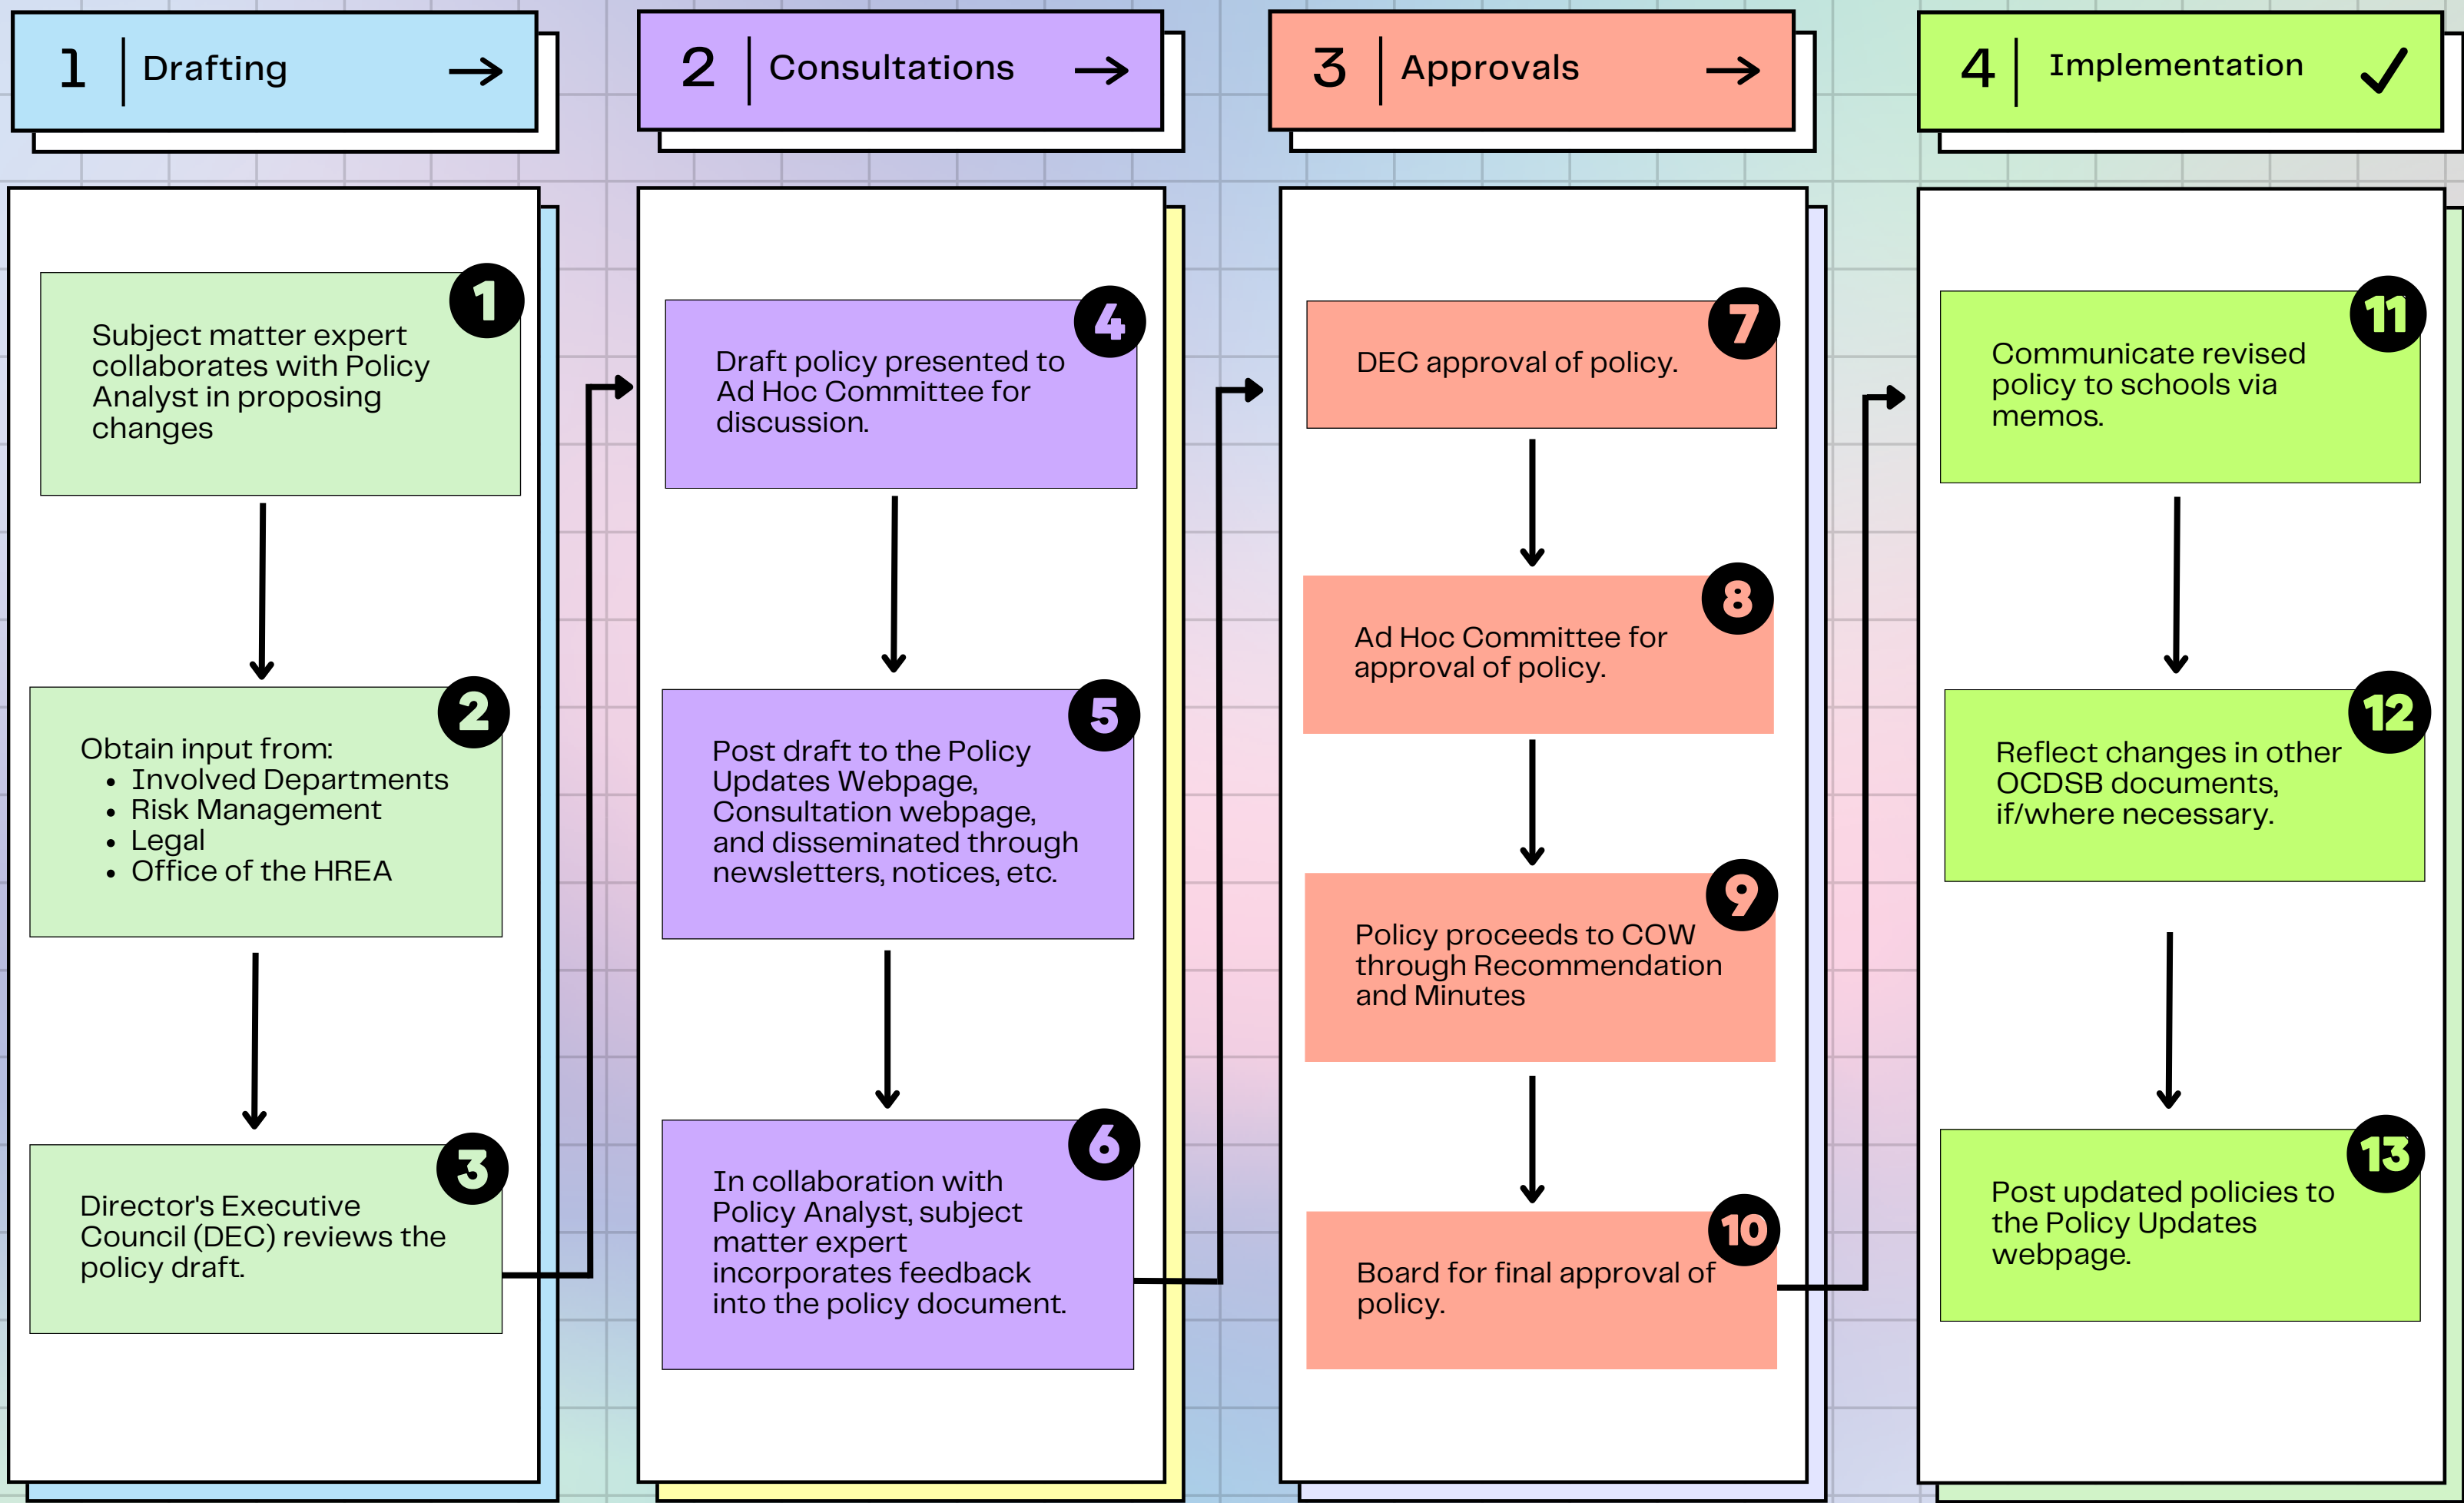 1 Drafting
1
Subject matter expert
collaborates with Policy
Analyst in proposing
changes
2
Obtain input from:
• Involved Departments
• Risk Management
• Legal
• Office of the HREA
3
Director's Executive
Council (DEC) reviews the
policy draft.
2 Consultations
4
Draft policy presented to
Ad Hoc Committee for
discussion.
5
Post draft to the Policy
Updates Webpage,
Consultation webpage,
and disseminated through
newsletters, notices, etc.
6
In collaboration with
Policy Analyst, subject
matter expert
incorporates feedback
into the policy document.
3 Approvals
7
DEC approval of policy.
8
Ad Hoc Committee for
approval of policy.
9
Policy proceeds to COW
through Recommendation
and Minutes
10
Board for final approval of
policy.
4 Implementation
11
Communicate revised
policy to schools via
memos.
12
Reflect changes in other
OCDSB documents,
if/where necessary.
13
Post updated policies to
the Policy Updates
webpage.